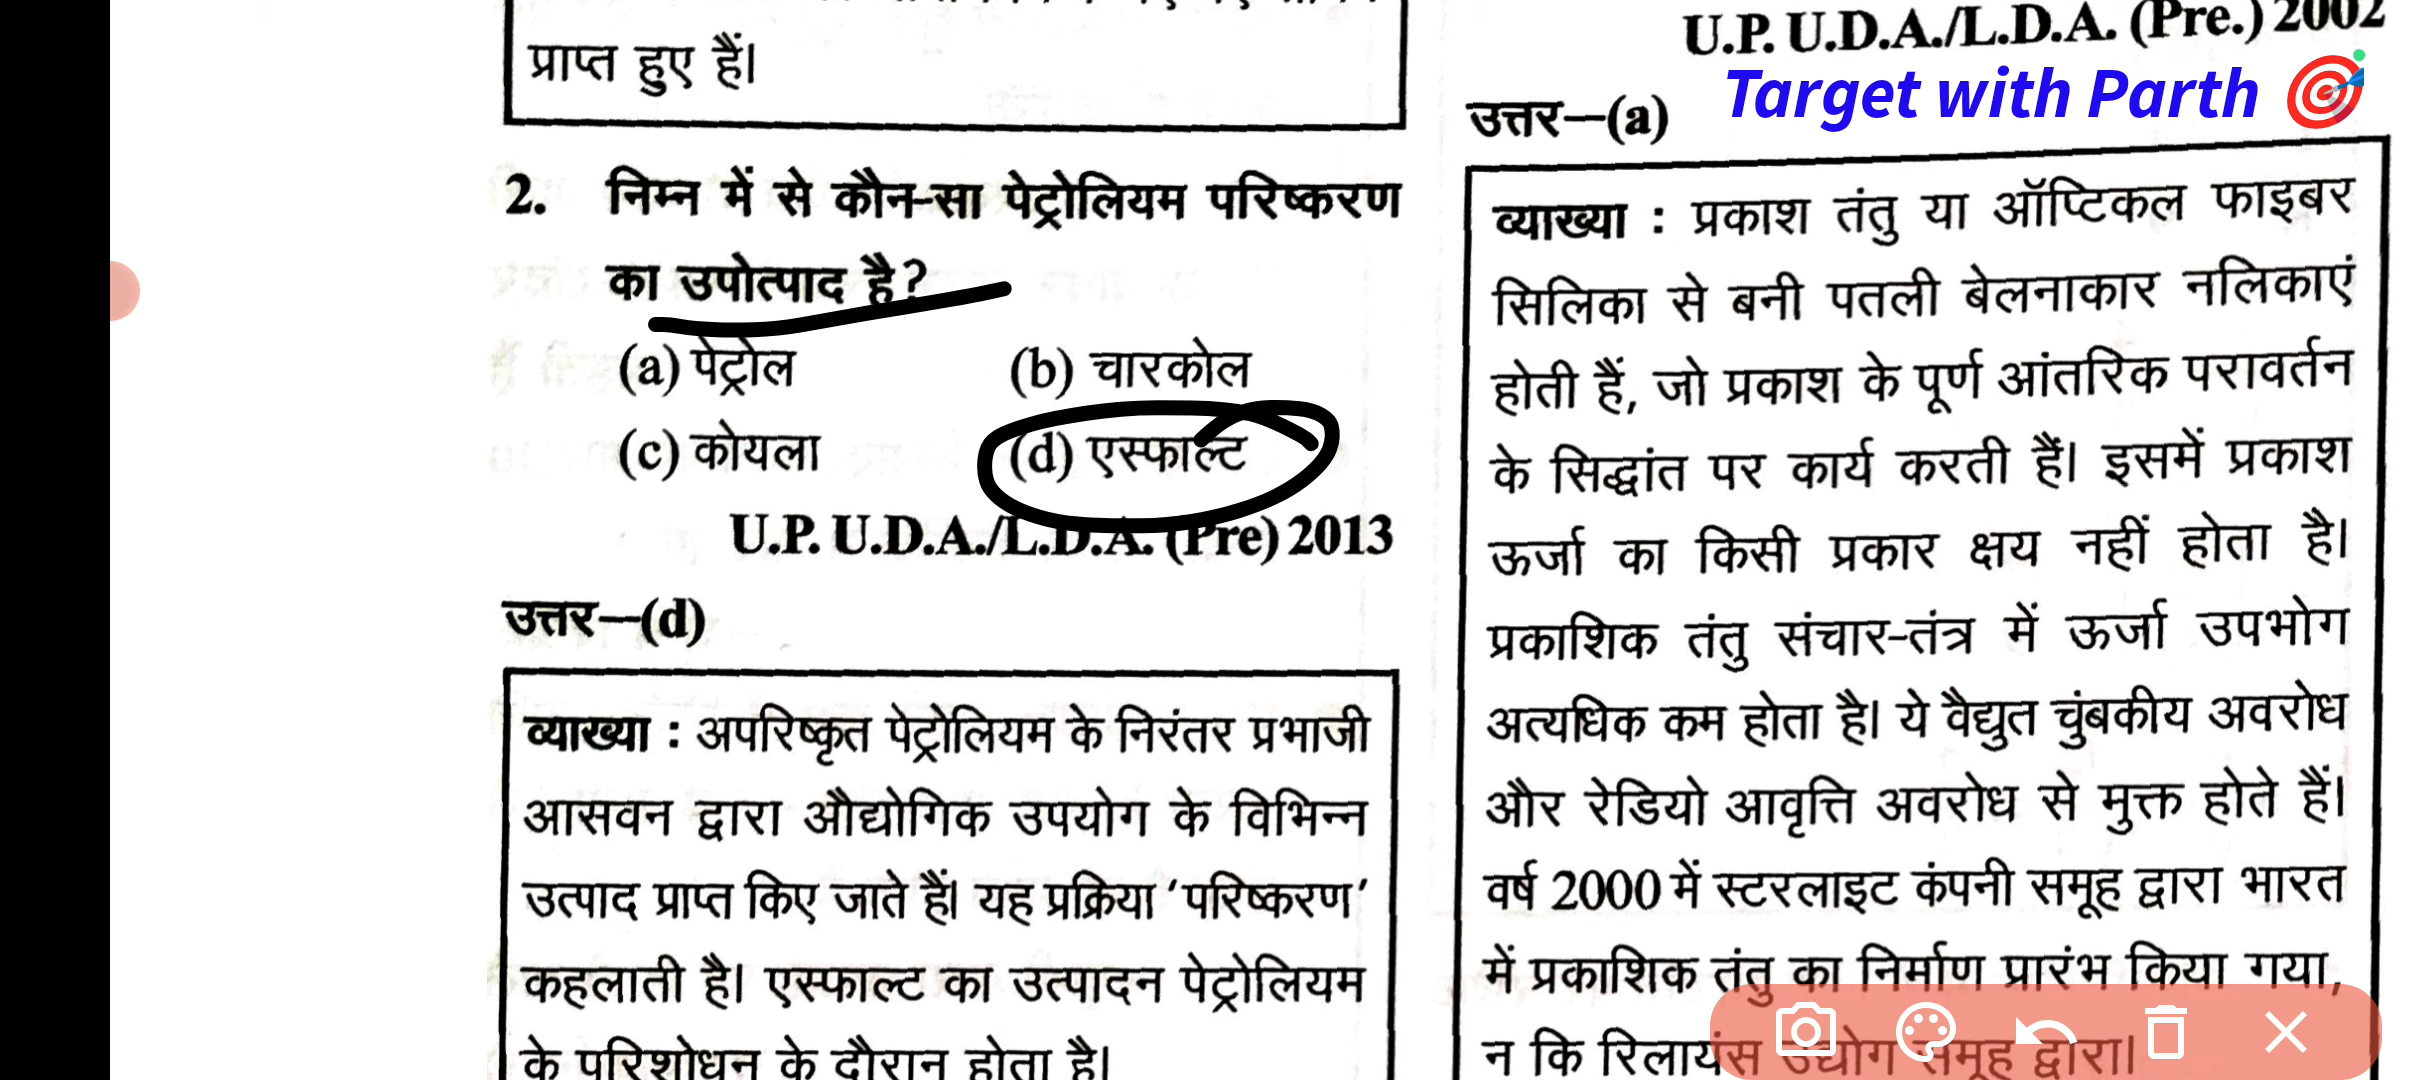 प्राप्त हुए हैं।
2. निम्न में से कौन-सा पेट्रोलियम परिष्करण
का उपोत्पाद है?
(a) पेट्रोल (b) चारकोल
(c) कोयला (d) एस्फाल्ट
U.P. U.D.A./L.D.A. (Pre) 2013
उत्तर—(d)
व्याख्या : अपरिष्कृत पेट्रोलियम के निरंतर प्रभाजी
आसवन द्वारा औद्योगिक उपयोग के विभिन्न
उत्पाद प्राप्त किए जाते हैं। यह प्रक्रिया ‘परिष्करण’
कहलाती है। एस्फाल्ट का उत्पादन पेट्रोलियम
के परिशोधन के दौरान होता है।
U.P. U.D.A./L.D.A. (Pre.) 2002
Target with Parth
उत्तर—(a)
व्याख्या : प्रकाश तंतु या ऑप्टिकल फाइबर
सिलिका से बनी पतली बेलनाकार नलिकाएं
होती हैं, जो प्रकाश के पूर्ण आंतरिक परावर्तन
के सिद्धांत पर कार्य करती हैं। इसमें प्रकाश
ऊर्जा का किसी प्रकार क्षय नहीं होता है।
प्रकाशिक तंतु संचार-तंत्र में ऊर्जा उपभोग
अत्यधिक कम होता है। ये वैद्युत चुंबकीय अवरोध
और रेडियो आवृत्ति अवरोध से मुक्त होते हैं।
वर्ष 2000 में स्टरलाइट कंपनी समूह द्वारा भारत
में प्रकाशिक तंतु का निर्माण प्रारंभ किया गया,
न कि रिलायंस उद्योग समूह द्वारा।